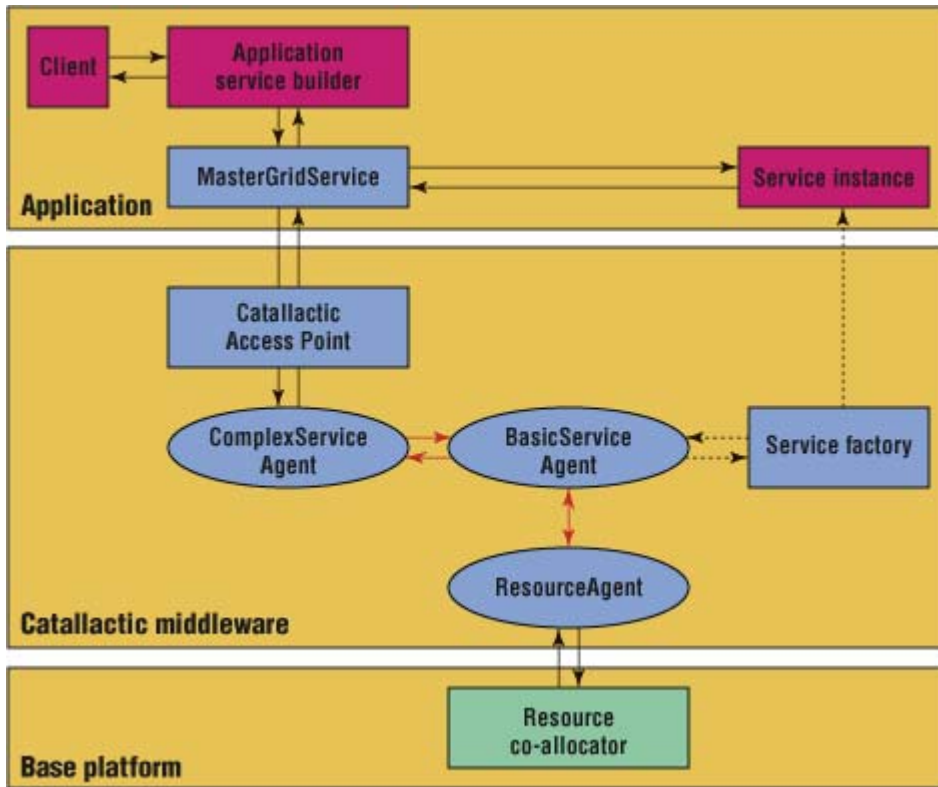 Client
Application
service builder
MasterGridService
Service instance
Application
Catallactic
Access Point
ComplexService
Agent
BasicService
Agent
Service factory
ResourceAgent
Catallactic middleware
Resource
co-allocator
Base platform